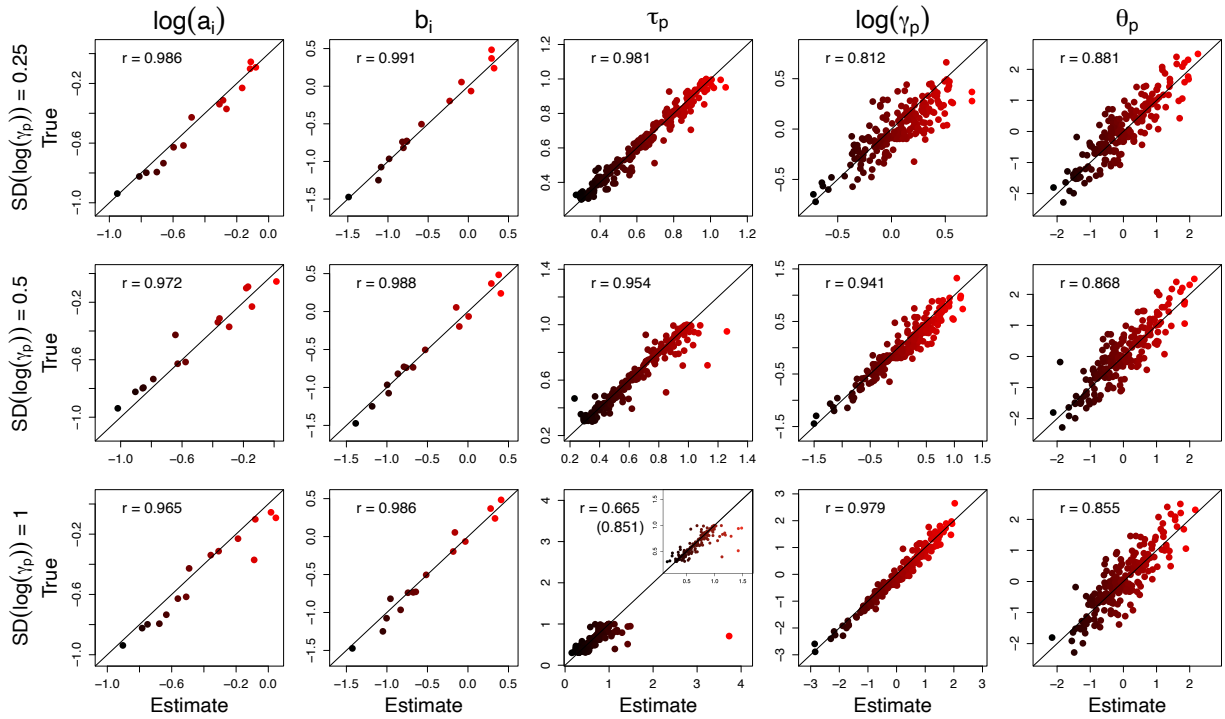 log(aᵢ) bᵢ τₚ log(γₚ) θₚ
SD(log(γₚ)) = 0.25
True
r = 0.986
r = 0.991
r = 0.981
r = 0.812
r = 0.881
−0.2 −0.6 −1.0
0.5 0.0 −0.5 −1.0 −1.5
1.2 1.0 0.8 0.6 0.4
0.5 0.0 −0.5
2 1 0 −1 −2
−1.0 −0.6 −0.2 0.0
−1.5 −1.0 −0.5 0.0 0.5
0.4 0.6 0.8 1.0 1.2
−0.5 0.0 0.5
−2 −1 0 1 2
SD(log(γₚ)) = 0.5
True
r = 0.972
r = 0.988
r = 0.954
r = 0.941
r = 0.868
−0.2 −0.6 −1.0
0.5 0.0 −0.5 −1.0 −1.5
1.4 1.0 0.6 0.2
1.5 0.5 −0.5 −1.5
2 1 0 −1 −2
−1.0 −0.6 −0.2
−1.5 −1.0 −0.5 0.0 0.5
0.2 0.4 0.6 0.8 1.0 1.2 1.4
−1.5 −0.5 0.5 1.0 1.5
−2 −1 0 1 2
SD(log(γₚ)) = 1
True
r = 0.965
r = 0.986
r = 0.665
(0.851)
r = 0.979
r = 0.855
−0.2 −0.6 −1.0
0.5 0.0 −0.5 −1.0 −1.5
4 3 2 1 0
1.5 1.0 0.5
0.5 1.0 1.5
3 2 1 0 −1 −2 −3
2 1 0 −1 −2
−1.0 −0.6 −0.2 0.0
−1.5 −1.0 −0.5 0.0 0.5
0 1 2 3 4
−3 −2 −1 0 1 2 3
−2 −1 0 1 2
Estimate Estimate Estimate Estimate Estimate